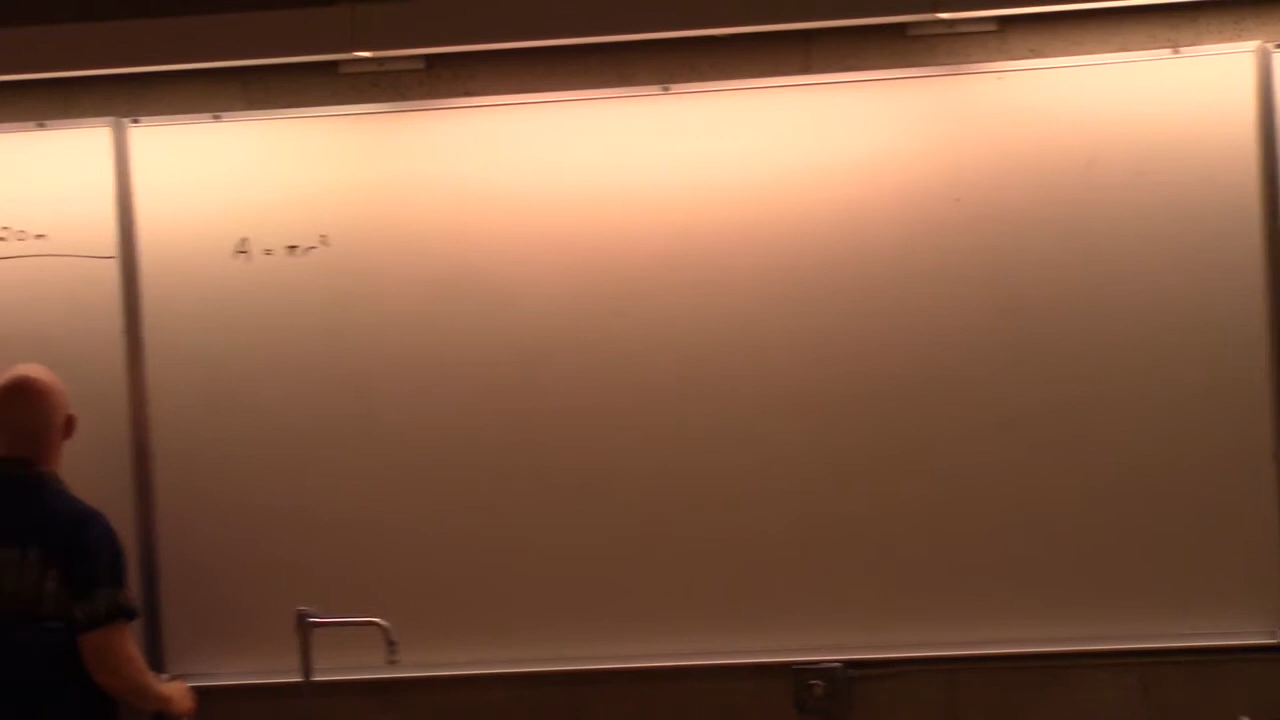 A = πr²